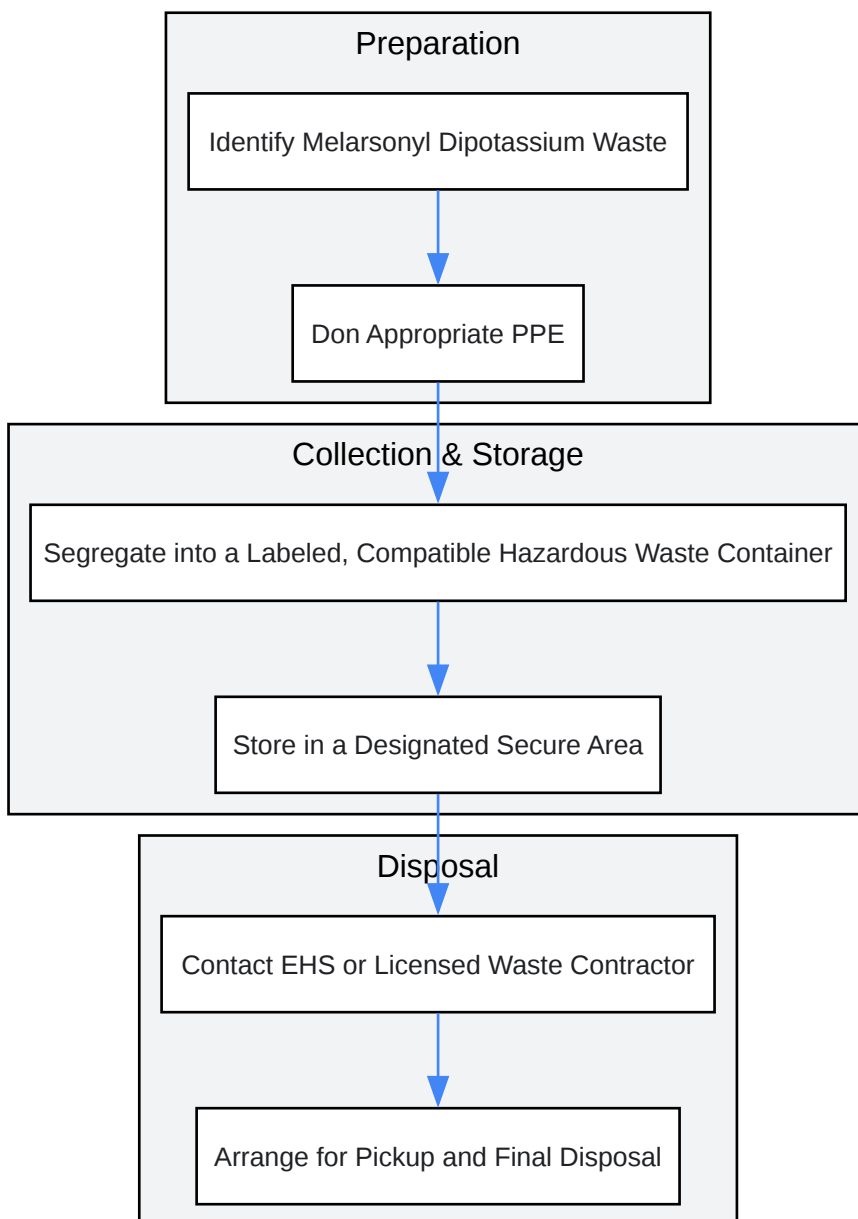 Preparation
Identify Melarsonyl Dipotassium Waste
Don Appropriate PPE
Collection & Storage
Segregate into a Labeled, Compatible Hazardous Waste Container
Store in a Designated Secure Area
Disposal
Contact EHS or Licensed Waste Contractor
Arrange for Pickup and Final Disposal